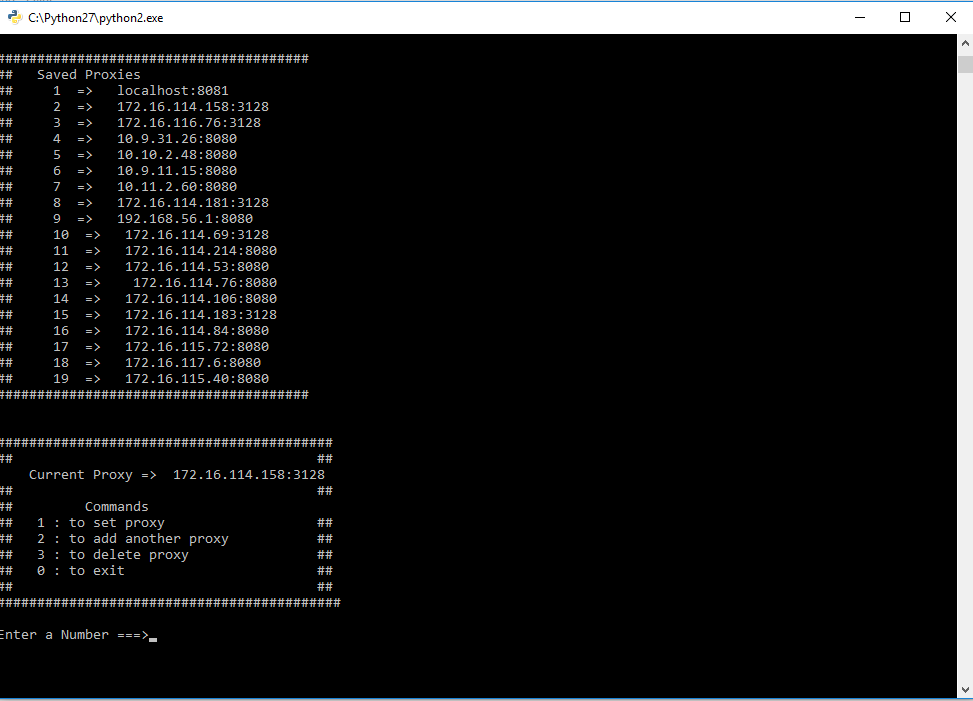 C:\Python27\python2.exe
#######################################
##   Saved Proxies
##     1  =>   localhost:8081
##     2  =>   172.16.114.158:3128
##     3  =>   172.16.116.76:3128
##     4  =>   10.9.31.26:8080
##     5  =>   10.10.2.48:8080
##     6  =>   10.9.11.15:8080
##     7  =>   10.11.2.60:8080
##     8  =>   172.16.114.181:3128
##     9  =>   192.168.56.1:8080
##     10  =>   172.16.114.69:3128
##     11  =>   172.16.114.214:8080
##     12  =>   172.16.114.53:8080
##     13  =>    172.16.114.76:8080
##     14  =>   172.16.114.106:8080
##     15  =>   172.16.114.183:3128
##     16  =>   172.16.114.84:8080
##     17  =>   172.16.115.72:8080
##     18  =>   172.16.117.6:8080
##     19  =>   172.16.115.40:8080
#######################################
##########################################
##                                      ##
    Current Proxy =>  172.16.114.158:3128
##                                      ##
##         Commands
##   1 : to set proxy                   ##
##   2 : to add another proxy           ##
##   3 : to delete proxy                ##
##   0 : to exit                        ##
##                                      ##
###########################################
Enter a Number ===>